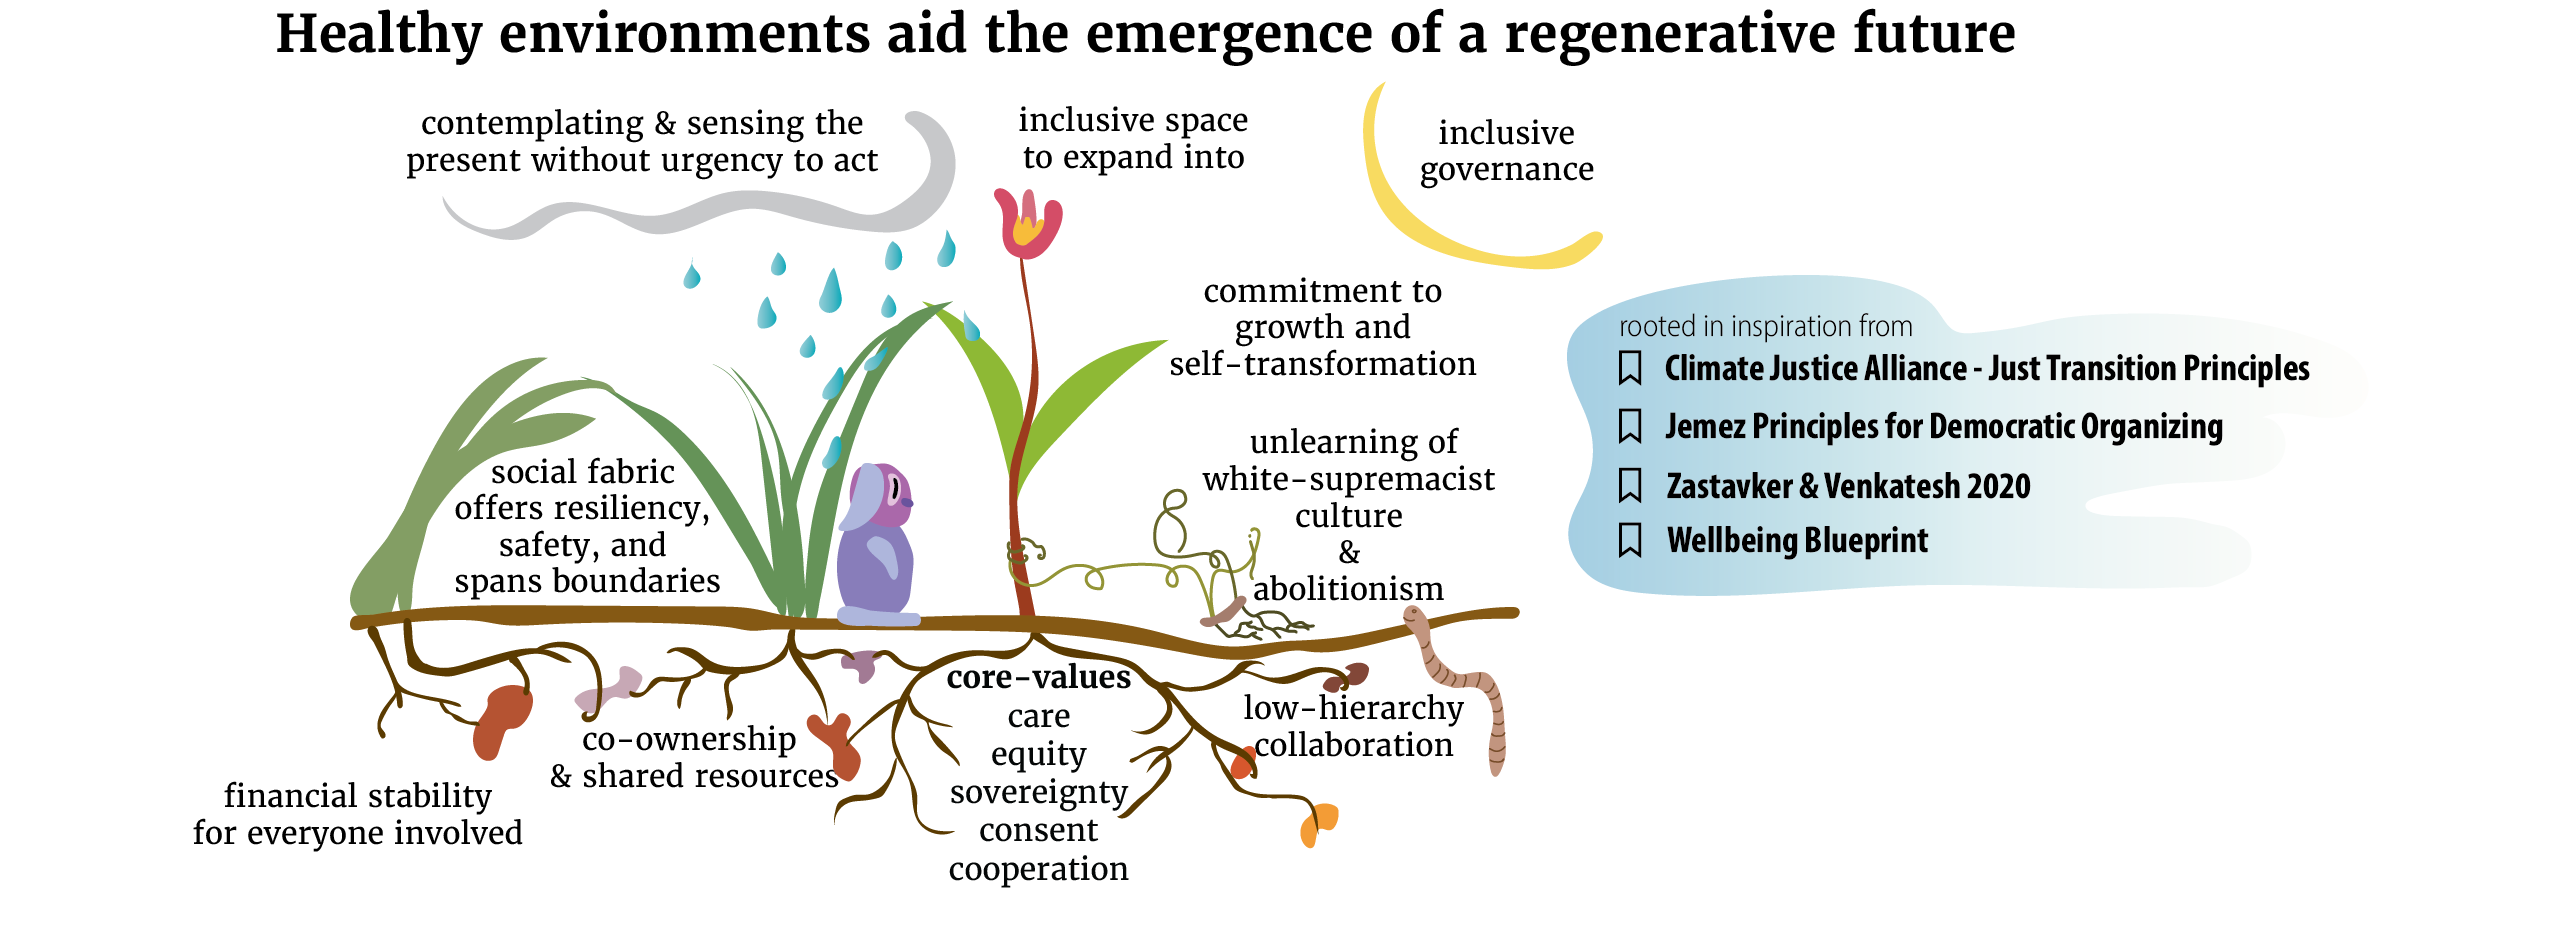 Healthy environments aid the emergence of a regenerative future
contemplating & sensing the
present without urgency to act
inclusive space
to expand into
inclusive
governance
commitment to
growth and
self-transformation
unlearning of
white-supremacist
culture
&
abolitionism
social fabric
offers resiliency,
safety, and
spans boundaries
financial stability
for everyone involved
co-ownership
& shared resources
core-values
care
equity
sovereignty
consent
cooperation
low-hierarchy
collaboration
rooted in inspiration from
Climate Justice Alliance - Just Transition Principles
Jemez Principles for Democratic Organizing
Zastavker & Venkatesh 2020
Wellbeing Blueprint